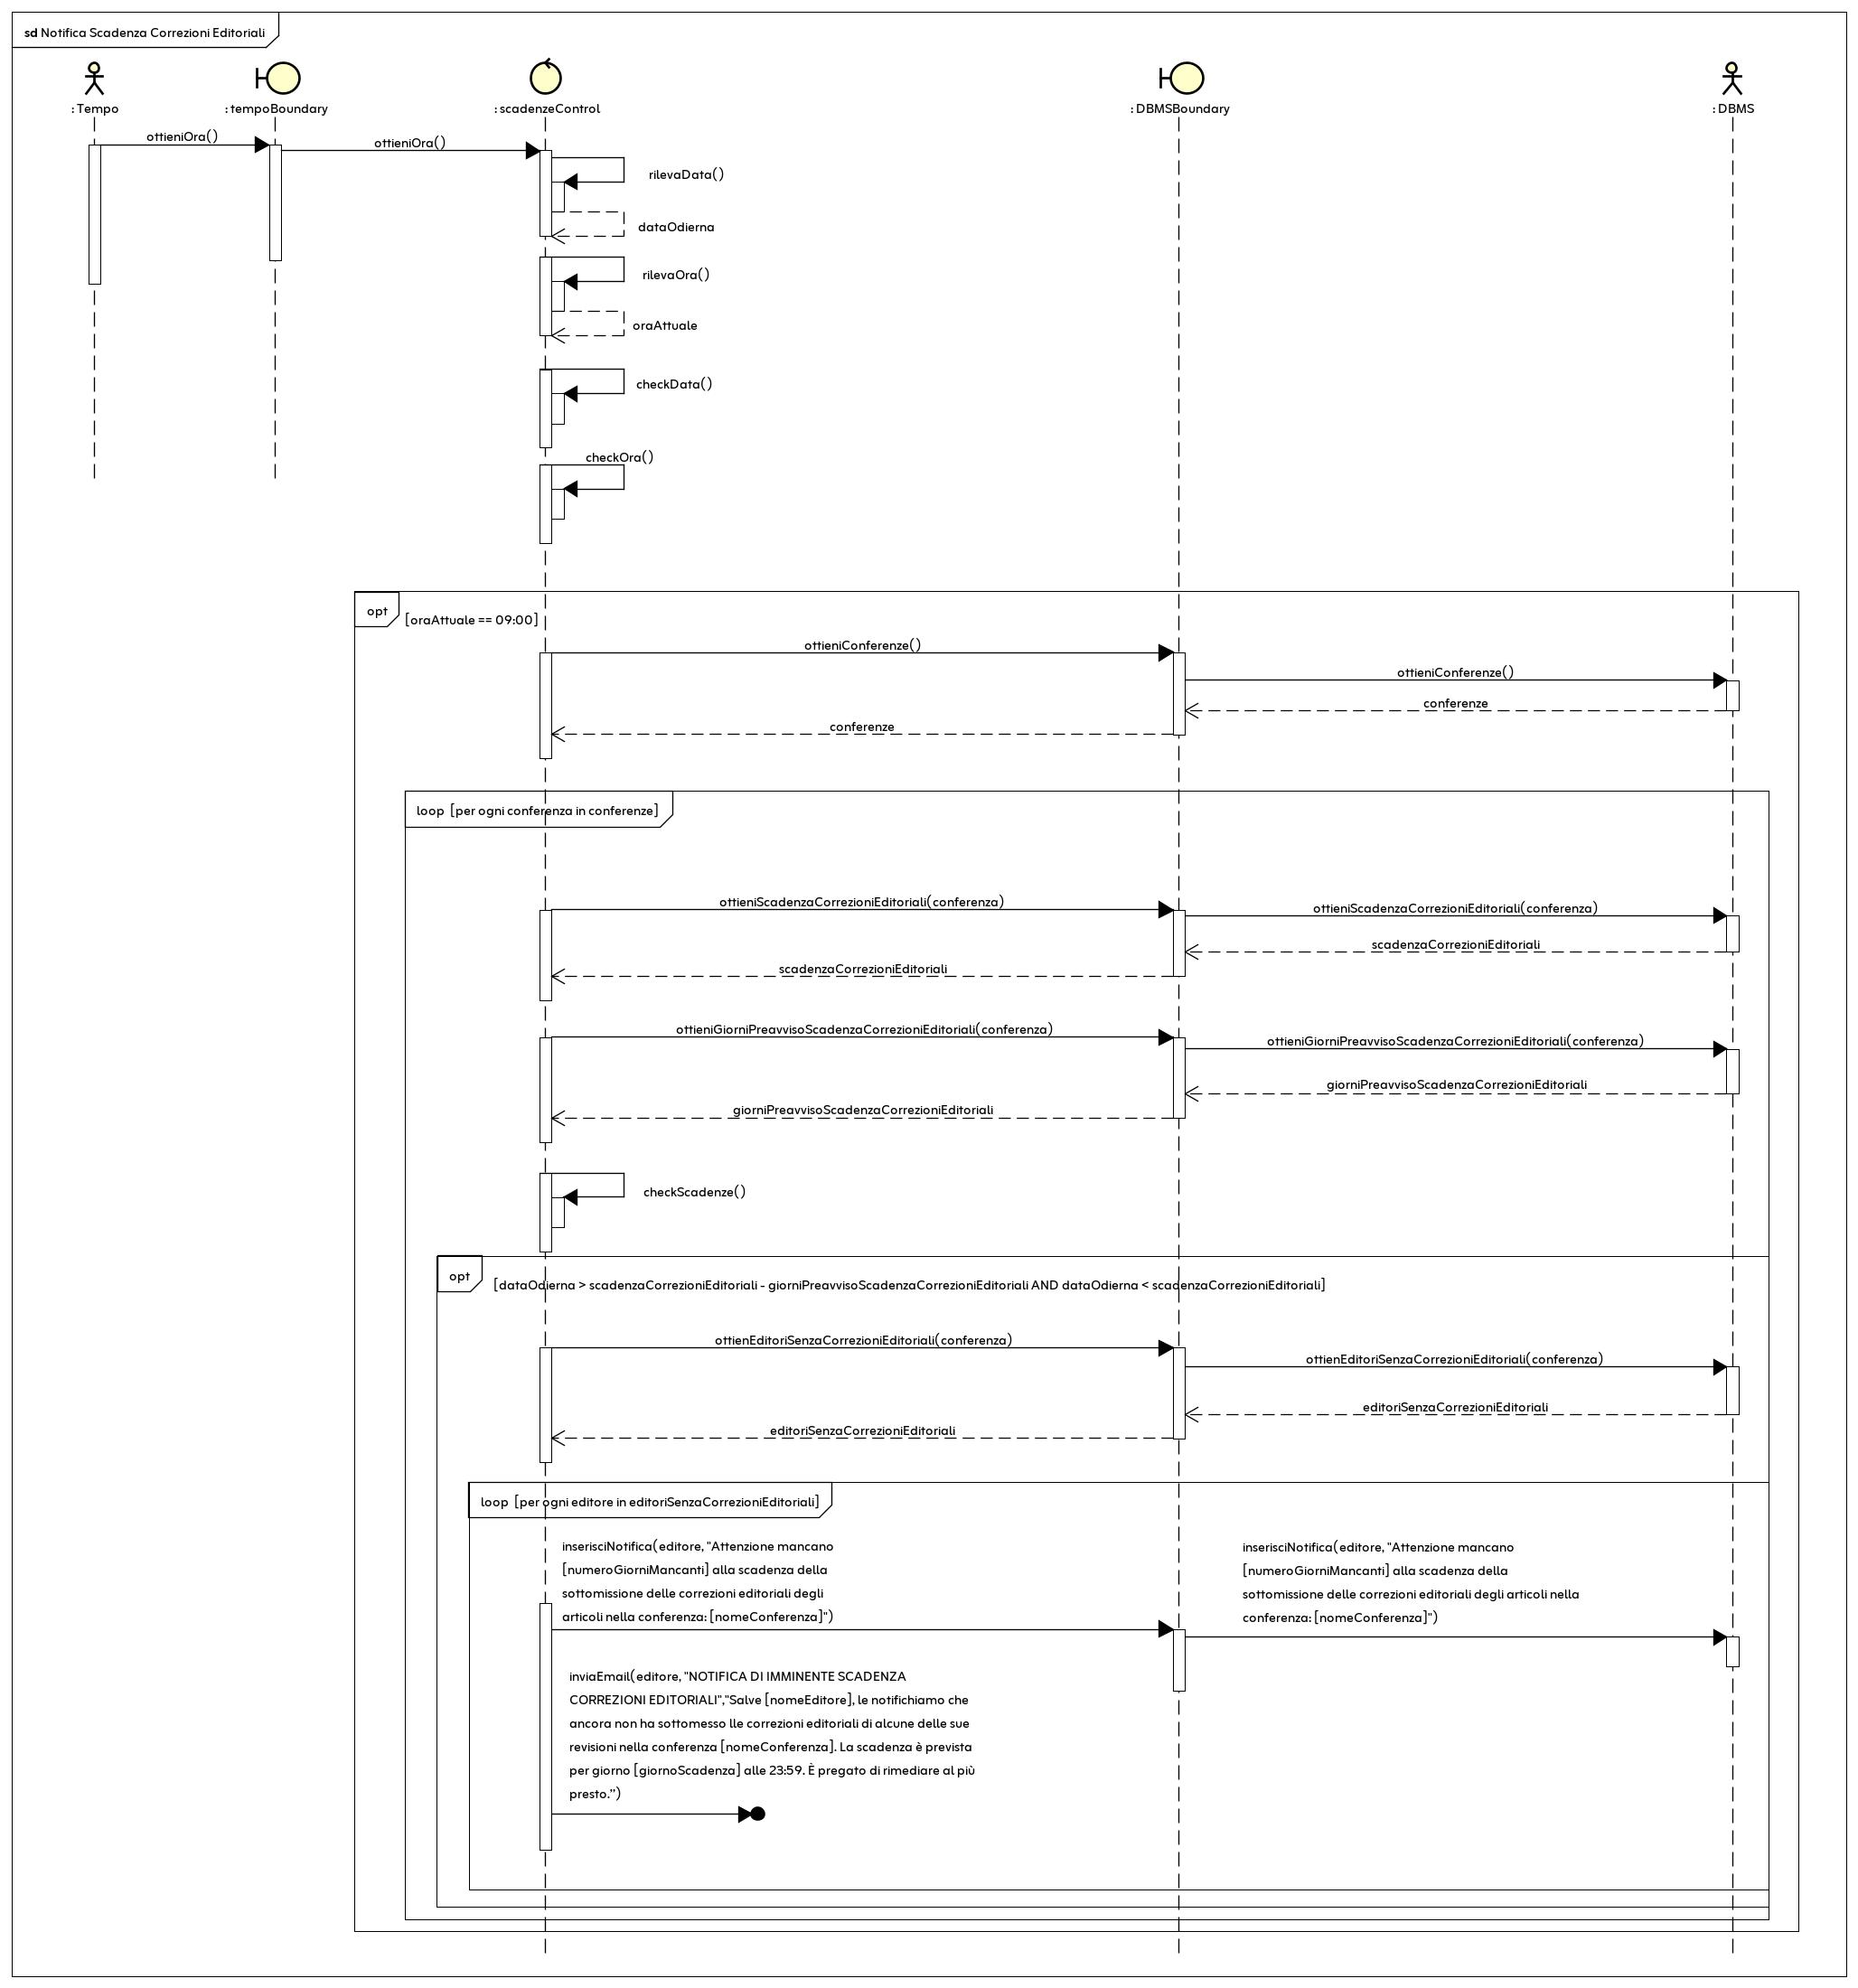 sd Notifica Scadenza Correzioni Editoriali
: Tempo
: tempoBoundary
: scadenzeControl
: DBMSBoundary
: DBMS
ottieniOra()
ottieniOra()
rilevaData()
dataOdierna
rilevaOra()
oraAttuale
checkData()
checkOra()
opt
[oraAttuale == 09:00]
ottieniConferenze()
ottieniConferenze()
conferenze
conferenze
loop [per ogni conferenza in conferenze]
ottieniScadenzaCorrezioniEditoriali(conferenza)
ottieniScadenzaCorrezioniEditoriali(conferenza)
scadenzaCorrezioniEditoriali
scadenzaCorrezioniEditoriali
ottieniGiorniPreavvisoScadenzaCorrezioniEditoriali(conferenza)
ottieniGiorniPreavvisoScadenzaCorrezioniEditoriali(conferenza)
giorniPreavvisoScadenzaCorrezioniEditoriali
giorniPreavvisoScadenzaCorrezioniEditoriali
checkScadenze()
opt
[dataOdierna > scadenzaCorrezioniEditoriali - giorniPreavvisoScadenzaCorrezioniEditoriali AND dataOdierna < scadenzaCorrezioniEditoriali]
ottienEditoriSenzaCorrezioniEditoriali(conferenza)
ottienEditoriSenzaCorrezioniEditoriali(conferenza)
editoriSenzaCorrezioniEditoriali
editoriSenzaCorrezioniEditoriali
loop [per ogni editore in editoriSenzaCorrezioniEditoriali]
inserisciNotifica(editore, "Attenzione mancano
[numeroGiorniMancanti] alla scadenza della
sottomissione delle correzioni editoriali degli
articoli nella conferenza: [nomeConferenza]")
inserisciNotifica(editore, "Attenzione mancano
[numeroGiorniMancanti] alla scadenza della
sottomissione delle correzioni editoriali degli articoli nella
conferenza: [nomeConferenza]")
inviaEmail(editore, "NOTIFICA DI IMMINENTE SCADENZA
CORREZIONI EDITORIALI","Salve [nomeEditore], le notifichiamo che
ancora non ha sottomesso lle correzioni editoriali di alcune delle sue
revisioni nella conferenza [nomeConferenza]. La scadenza è prevista
per giorno [giornoScadenza] alle 23:59. È pregato di rimediare al più
presto.")